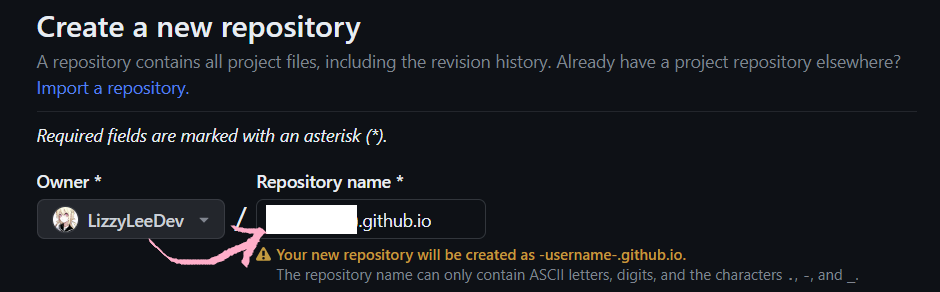 Create a new repository
A repository contains all project files, including the revision history. Already have a project repository elsewhere?
Import a repository.
Required fields are marked with an asterisk (*).
Owner * Repository name *
LizzyLeeDev / .github.io
Your new repository will be created as -username-.github.io.
The repository name can only contain ASCII letters, digits, and the characters ., -, and _.